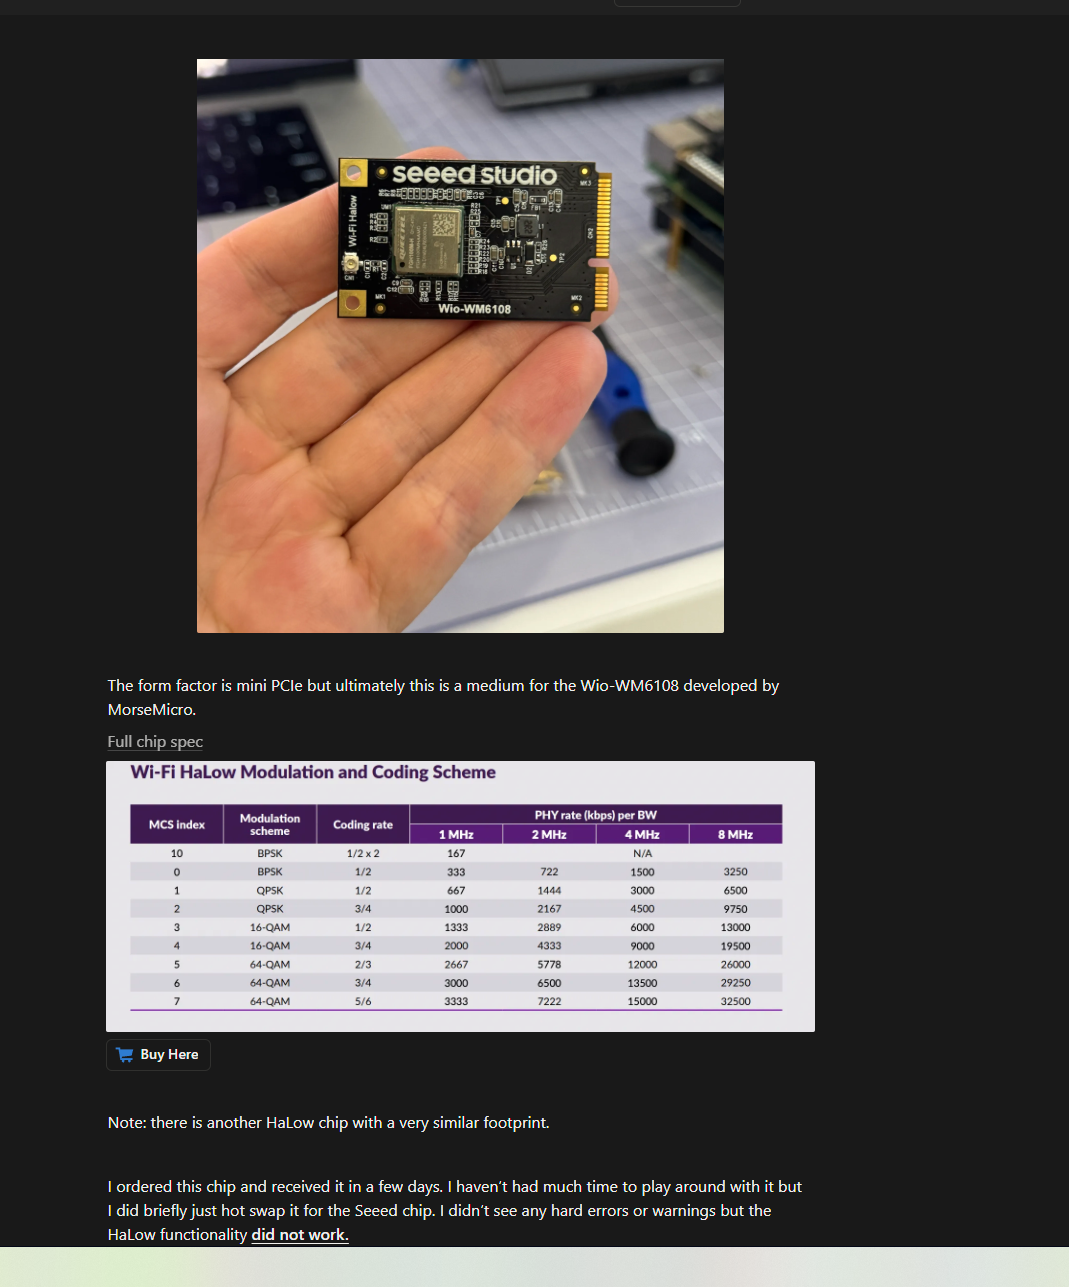 seeed studio
Wi-Fi Halow
Wio-WM6108
MK3
MK1
MK2
TP2
The form factor is mini PCIe but ultimately this is a medium for the Wio-WM6108 developed by
MorseMicro.
Full chip spec
Wi-Fi HaLow Modulation and Coding Scheme
MCS index Modulation scheme Coding rate PHY rate (kbps) per BW
1 MHz 2 MHz 4 MHz 8 MHz
10 BPSK 1/2 x 2 167 N/A
0 BPSK 1/2 333 722 1500 3250
1 QPSK 1/2 667 1444 3000 6500
2 QPSK 3/4 1000 2167 4500 9750
3 16-QAM 1/2 1333 2889 6000 13000
4 16-QAM 3/4 2000 4333 9000 19500
5 64-QAM 2/3 2667 5778 12000 26000
6 64-QAM 3/4 3000 6500 13500 29250
7 64-QAM 5/6 3333 7222 15000 32500
Buy Here
Note: there is another HaLow chip with a very similar footprint.
I ordered this chip and received it in a few days. I haven't had much time to play around with it but
I did briefly just hot swap it for the Seeed chip. I didn't see any hard errors or warnings but the
HaLow functionality did not work.